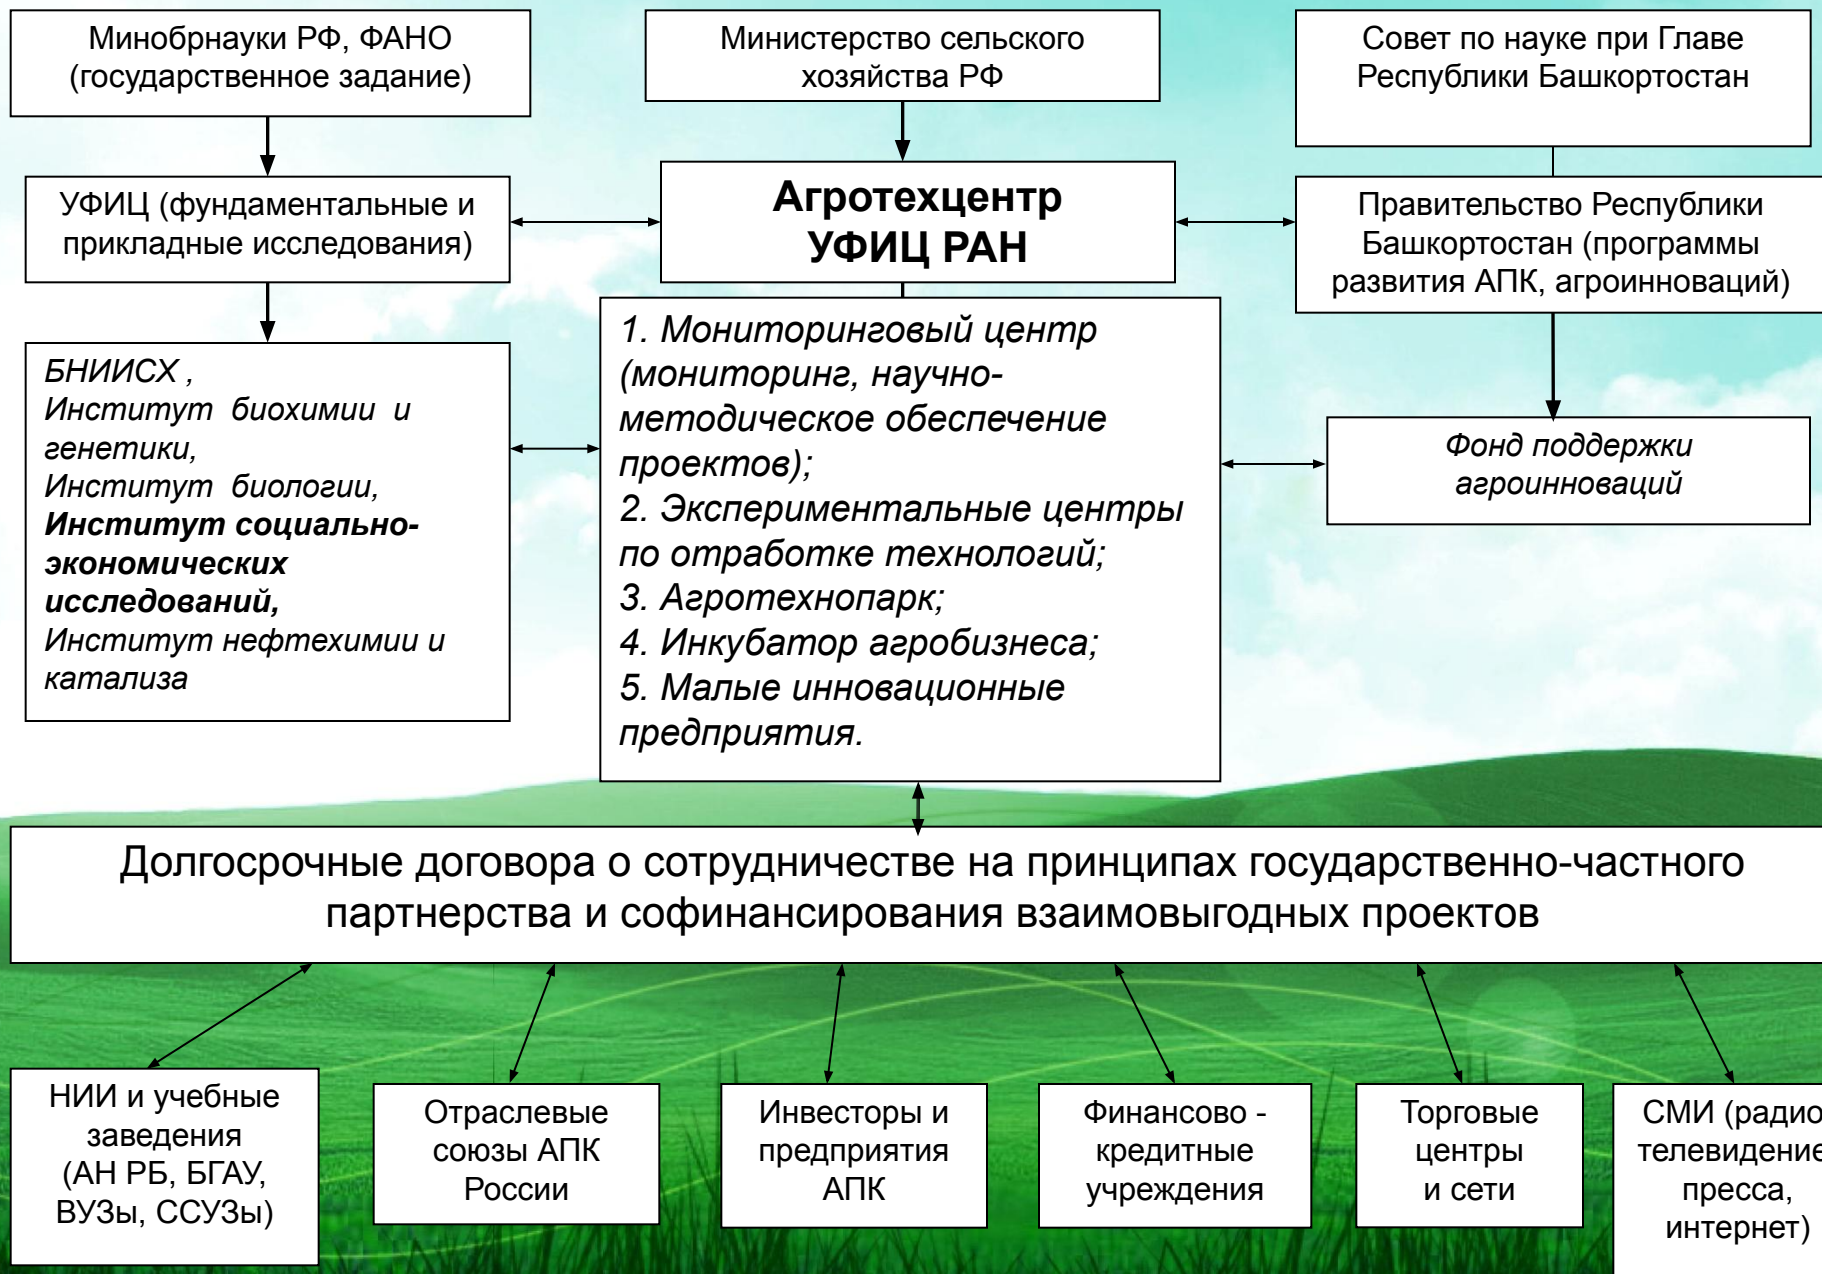 Минобрнауки РФ, ФАНО
(государственное задание)
Министерство сельского
хозяйства РФ
Совет по науке при Главе
Республики Башкортостан
УФИЦ (фундаментальные и
прикладные исследования)
Агротехцентр
УФИЦ РАН
Правительство Республики
Башкортостан (программы
развития АПК, агроинноваций)
БНИИСХ ,
Институт биохимии и
генетики,
Институт биологии,
Институт социально-
экономических
исследований,
Институт нефтехимии и
катализа
1. Мониторинговый центр
(мониторинг, научно-
методическое обеспечение
проектов);
2. Экспериментальные центры
по отработке технологий;
3. Агротехнопарк;
4. Инкубатор агробизнеса;
5. Малые инновационные
предприятия.
Фонд поддержки
агроинноваций
Долгосрочные договора о сотрудничестве на принципах государственно-частного
партнерства и софинансирования взаимовыгодных проектов
НИИ и учебные
заведения
(АН РБ, БГАУ,
ВУЗы, ССУЗы)
Отраслевые
союзы АПК
России
Инвесторы и
предприятия
АПК
Финансово -
кредитные
учреждения
Торговые
центры
и сети
СМИ (радио,
телевидение
пресса,
интернет)